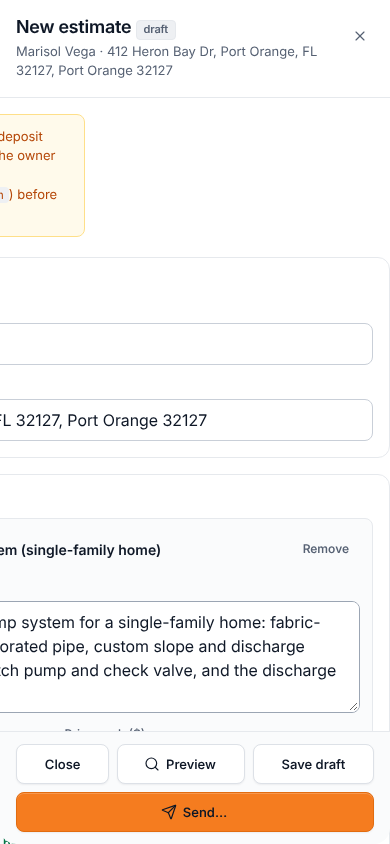 New estimate draft
Marisol Vega · 412 Heron Bay Dr, Port Orange, FL
32127, Port Orange 32127
deposit
he owner
) before
FL 32127, Port Orange 32127
em (single-family home)
Remove
mp system for a single-family home: fabric-
orated pipe, custom slope and discharge
tch pump and check valve, and the discharge
Close
Preview
Save draft
Send...